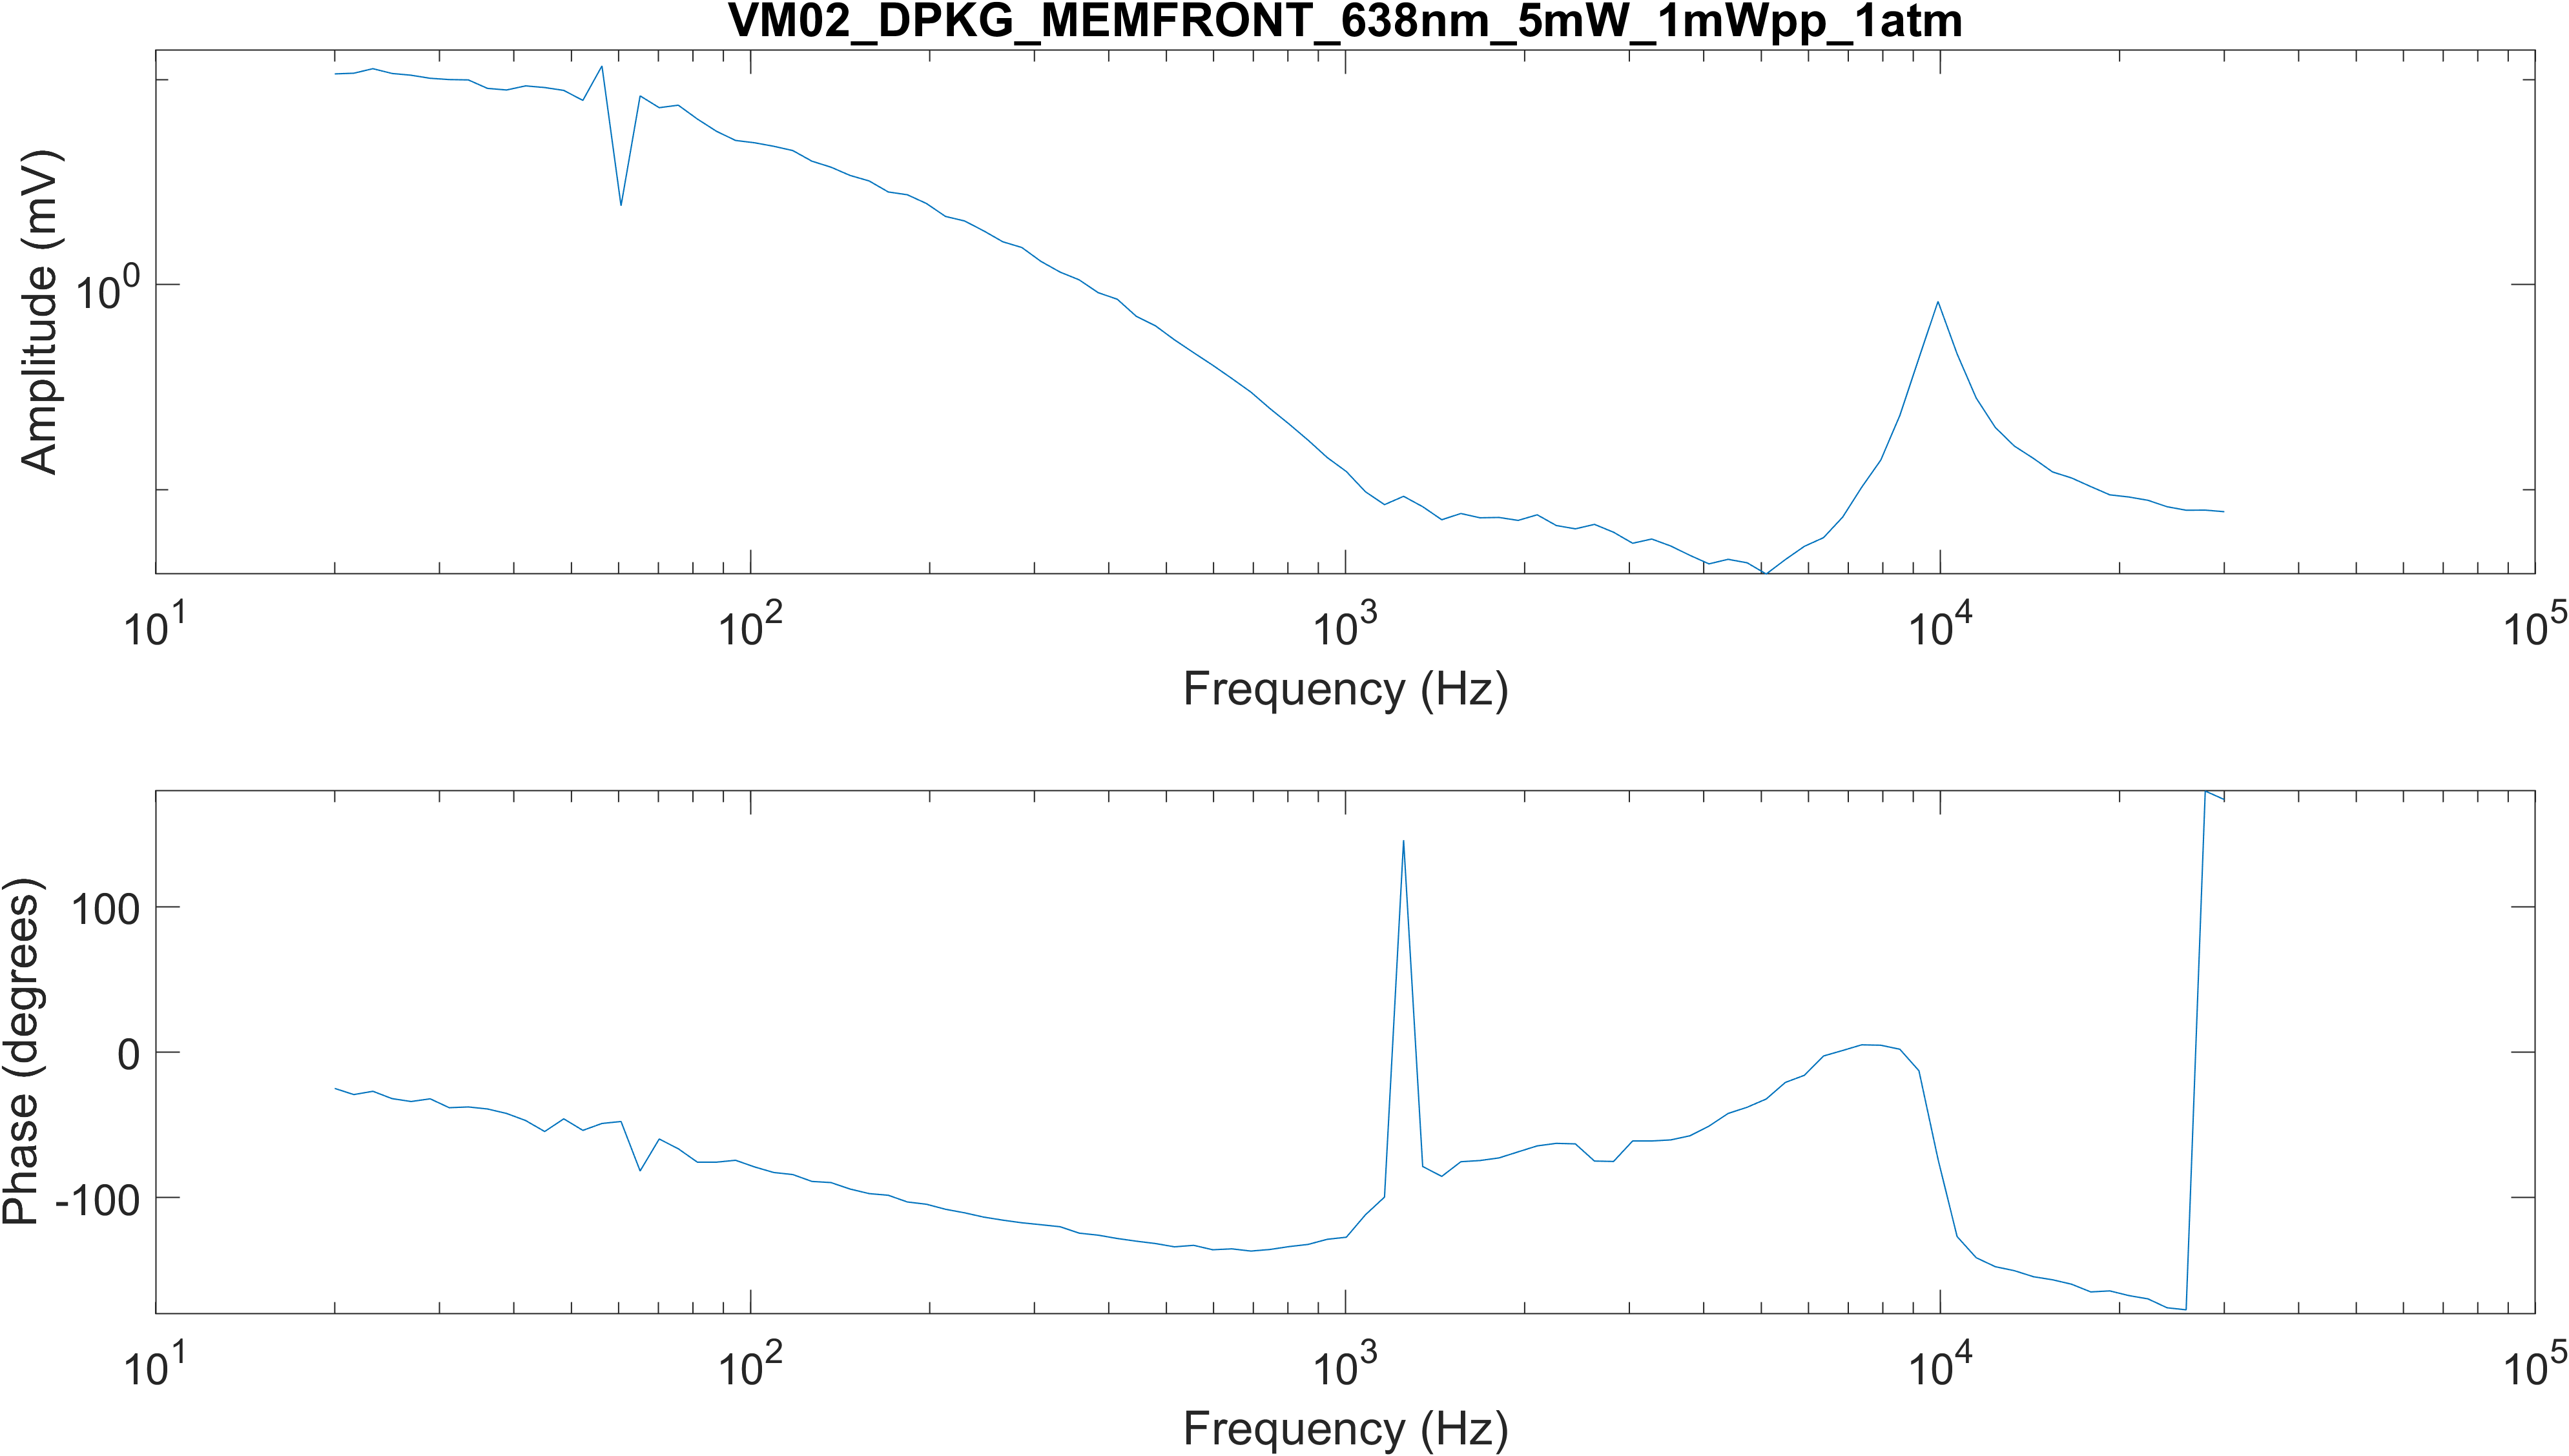 VM02_DPKG_MEMFRONT_638nm_5mW_1mWpp_1atm
Amplitude (mV)
10^0
10^1 10^2 10^3 10^4 10^5
Frequency (Hz)
Phase (degrees)
100
0
-100
10^1 10^2 10^3 10^4 10^5
Frequency (Hz)